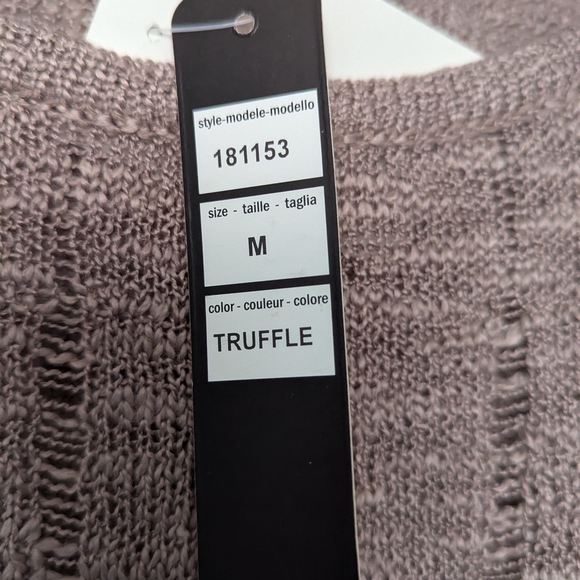 style-modele-modello
181153
size - taille - taglia
M
color - couleur - colore
TRUFFLE